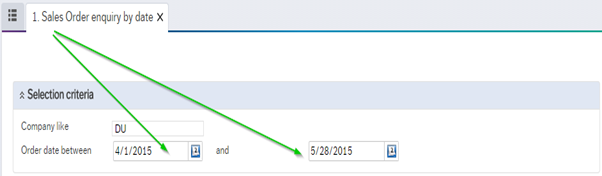 1. Sales Order enquiry by date X
Selection criteria
Company like DU
Order date between 4/1/2015 and 5/28/2015